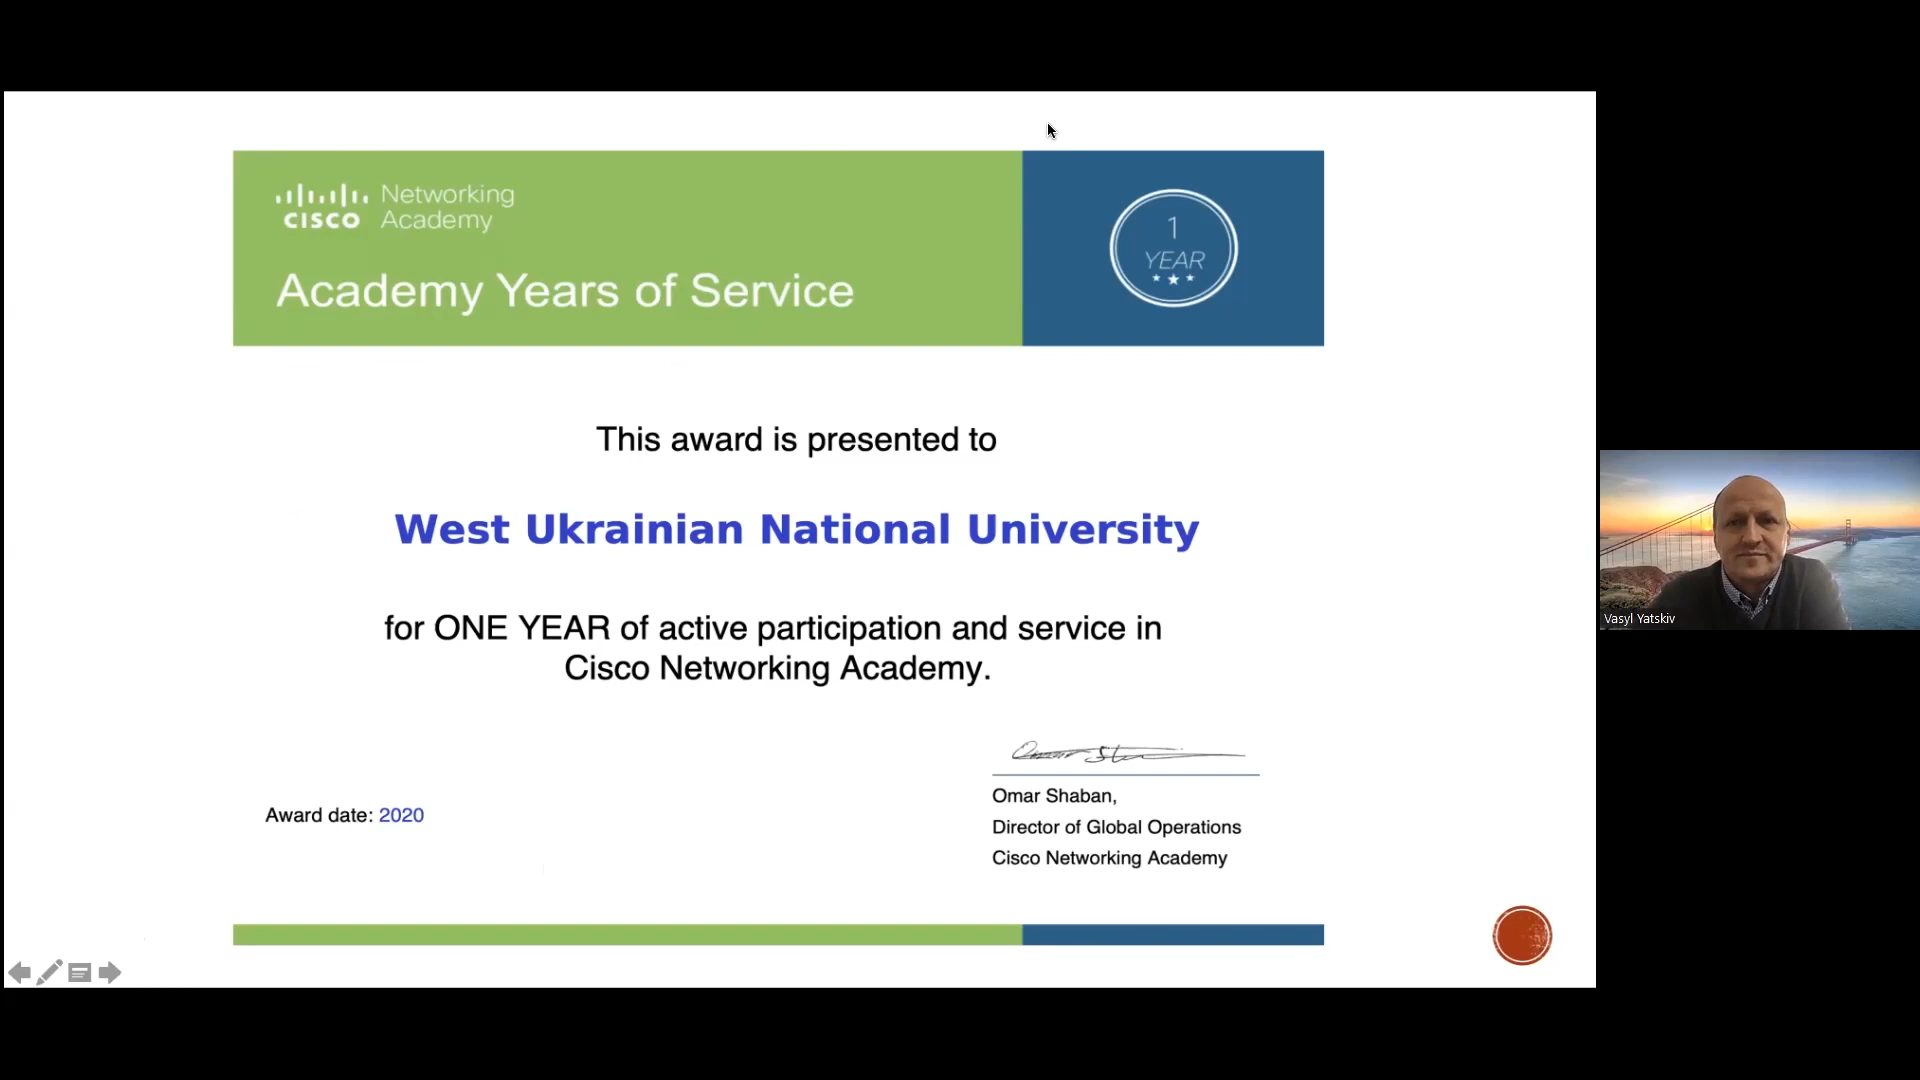 cisco
Networking
Academy
Academy Years of Service
1
YEAR
This award is presented to
West Ukrainian National University
for ONE YEAR of active participation and service in
Cisco Networking Academy.
Omar Shaban,
Director of Global Operations
Cisco Networking Academy
Award date: 2020
Vasyl Yatskiv